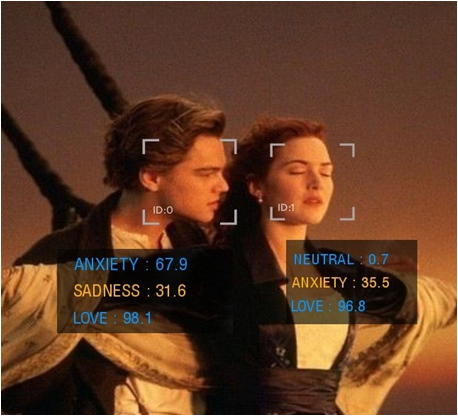 ID:0
ID:1
ANXIETY : 67.9
SADNESS : 31.6
LOVE : 98.1
NEUTRAL : 0.7
ANXIETY : 35.5
LOVE : 96.8